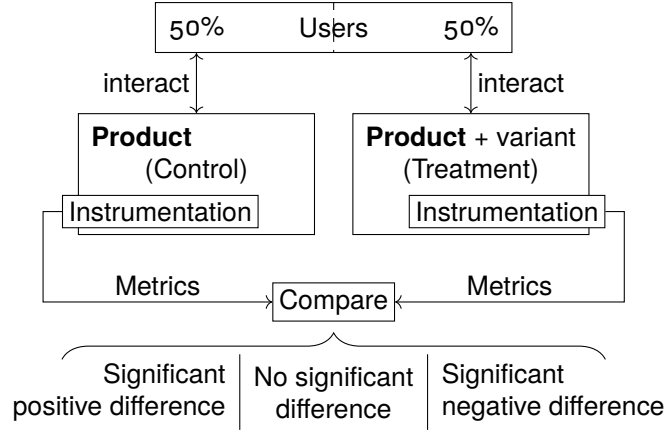 50% Users 50%
interact interact
Product Product + variant
(Control) (Treatment)
Instrumentation Instrumentation
Metrics Metrics
Compare
Significant No significant Significant
positive difference difference negative difference